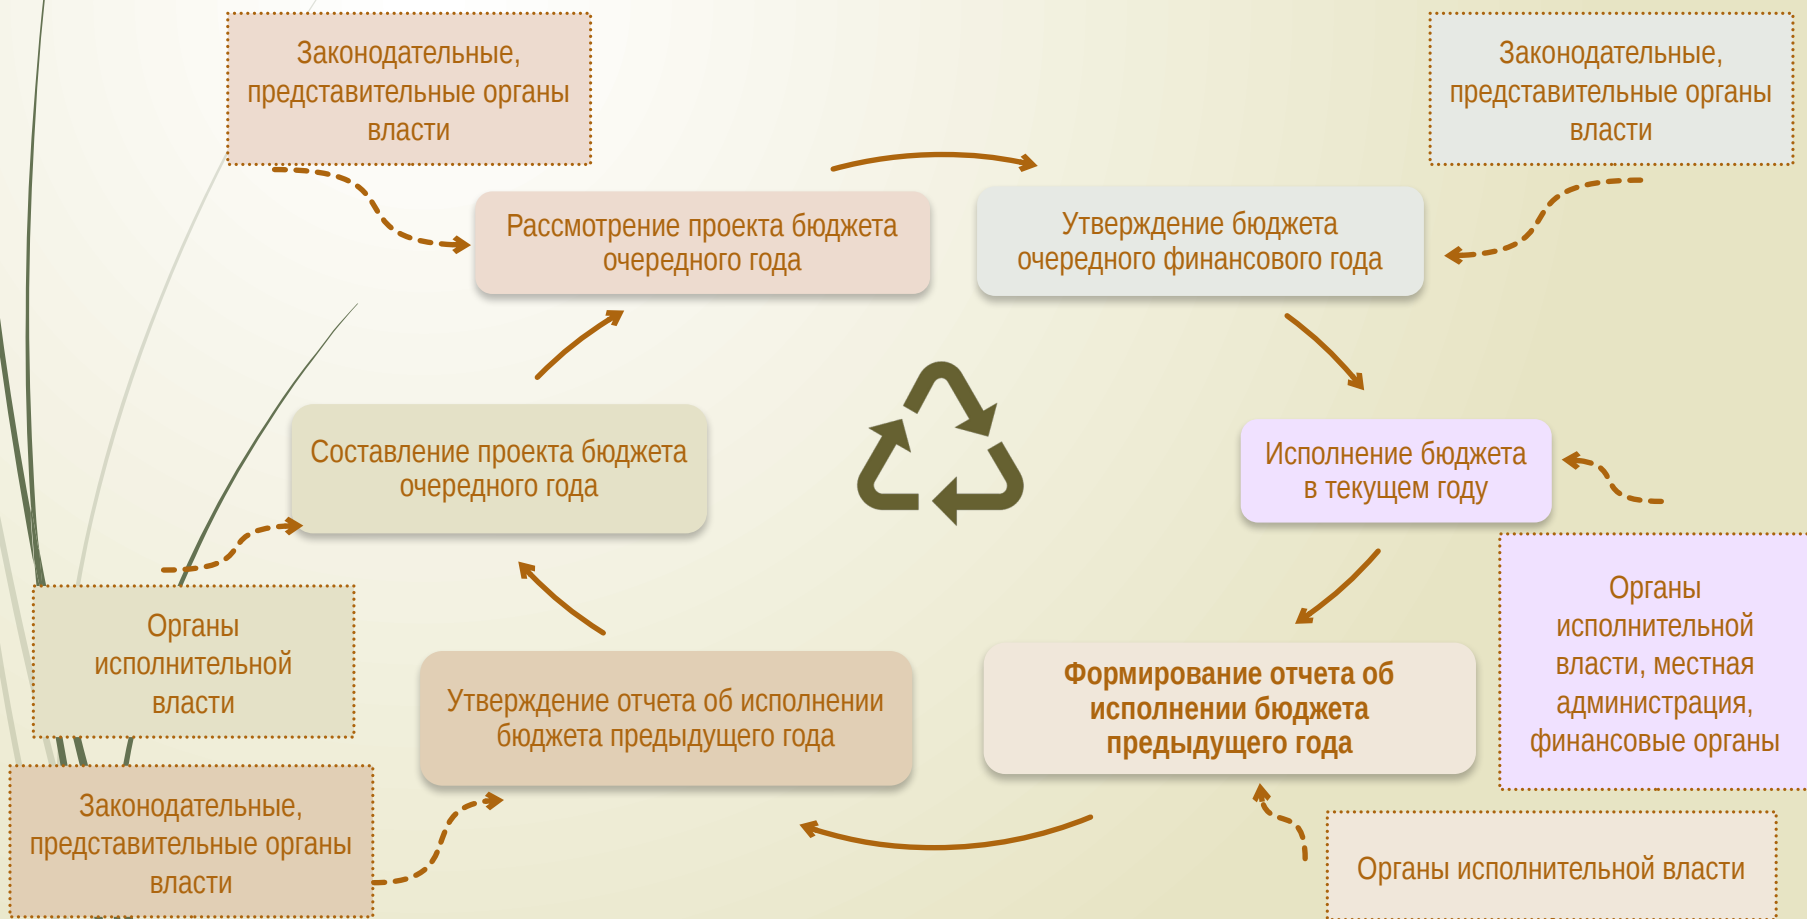 Законодательные,
представительные органы
власти
Законодательные,
представительные органы
власти
Рассмотрение проекта бюджета
очередного года
Утверждение бюджета
очередного финансового года
Составление проекта бюджета
очередного года
Исполнение бюджета
в текущем году
Органы
исполнительной
власти
Органы
исполнительной
власти, местная
администрация,
финансовые органы
Утверждение отчета об исполнении
бюджета предыдущего года
Формирование отчета об
исполнении бюджета
предыдущего года
Законодательные,
представительные органы
власти
Органы исполнительной власти